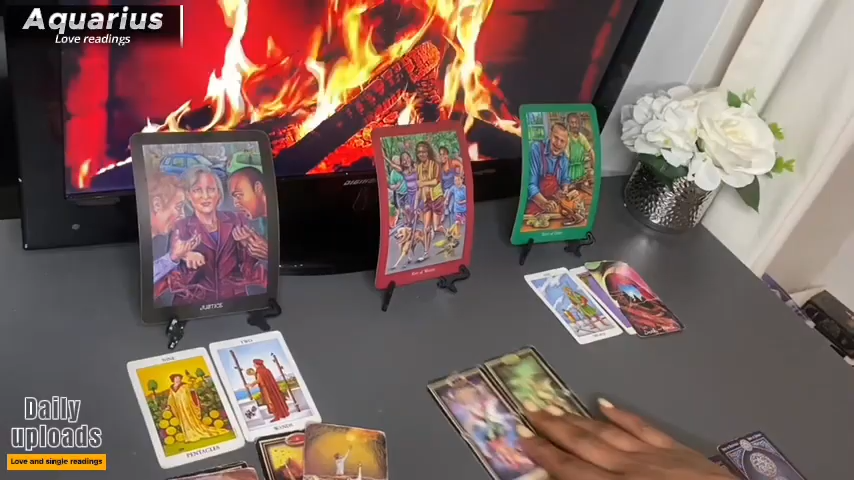 Aquarius
Love readings
JUSTICE
NINE
PENTACLES
TWO
WANDS
Daily
uploads
Love and single readings